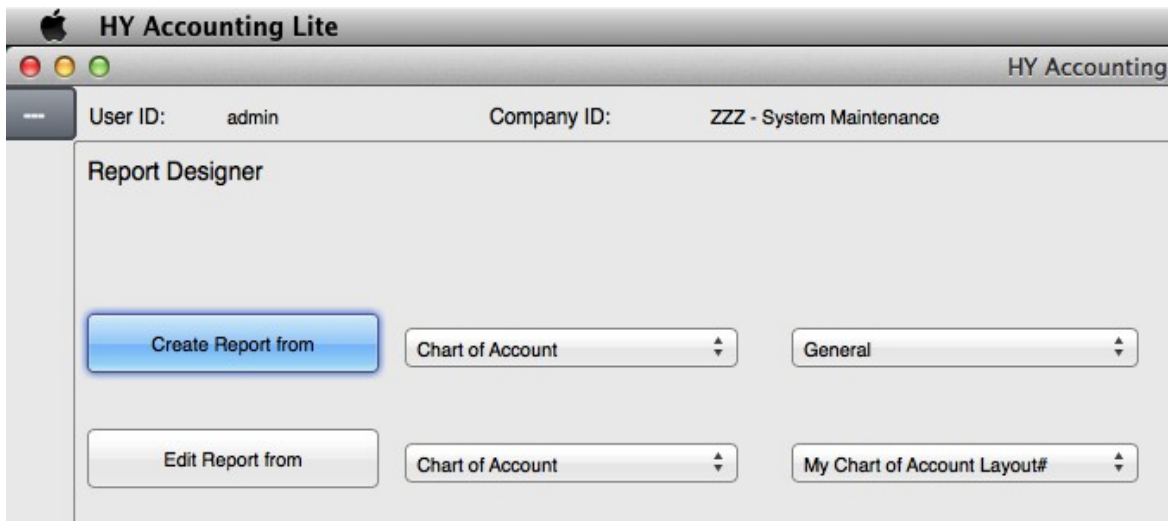 HY Accounting Lite
HY Accounting
--- User ID: admin Company ID: ZZZ - System Maintenance
Report Designer
Create Report from Chart of Account General
Edit Report from Chart of Account My Chart of Account Layout#